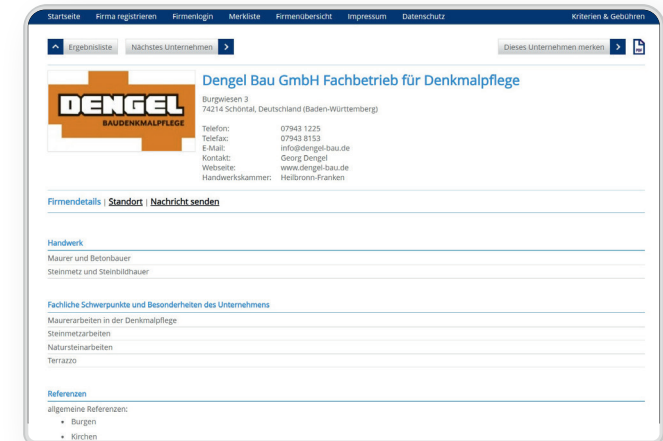 Startseite Firma registrieren Firmenlogin Merkliste Firmenübersicht Impressum Datenschutz Kriterien & Gebühren
Ergebnisliste Nächstes Unternehmen Dieses Unternehmen merken PDF
DENGEL
BAUDENKMALPFLEGE
Dengel Bau GmbH Fachbetrieb für Denkmalpflege
Burgwiesen 3
74214 Schöntal, Deutschland (Baden-Württemberg)
Telefon: 07943 1225
Telefax: 07943 8153
E-Mail: info@dengel-bau.de
Kontakt: Georg Dengel
Webseite: www.dengel-bau.de
Handwerkskammer: Heilbronn-Franken
Firmendetails | Standort | Nachricht senden
Handwerk
Maurer und Betonbauer
Steinmetz und Steinbildhauer
Fachliche Schwerpunkte und Besonderheiten des Unternehmens
Maurerarbeiten in der Denkmalpflege
Steinmetzarbeiten
Natursteinarbeiten
Terrazzo
Referenzen
allgemeine Referenzen:
• Burgen
• Kirchen